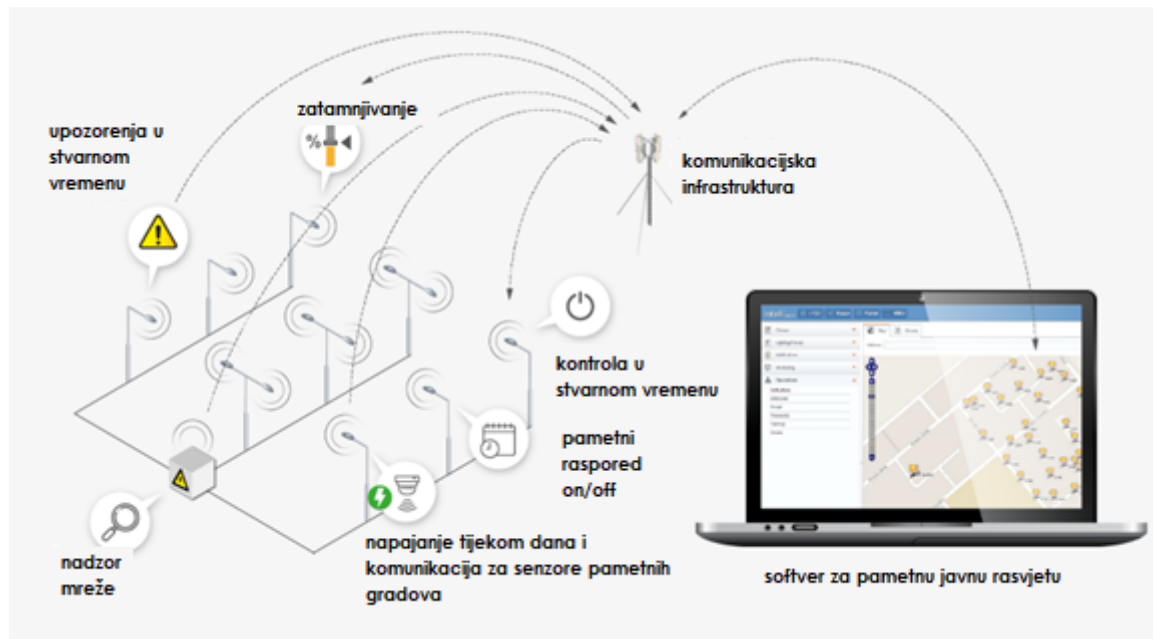 zatamnjivanje
%
upozorenja u
stvarnom
vremenu
komunikacijska
infrastruktura
kontrola u
stvarnom vremenu
pametni
raspored
on/off
napajanje tijekom dana i
komunikacija za senzore pametnih
gradova
nadzor
mreže
softver za pametnu javnu rasvjetu